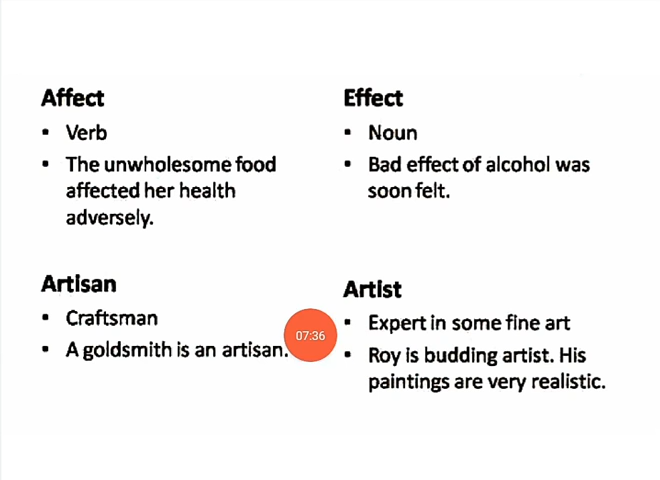 Affect
▪ Verb
▪ The unwholesome food
affected her health
adversely.
Effect
▪ Noun
▪ Bad effect of alcohol was
soon felt.
Artisan
▪ Craftsman
▪ A goldsmith is an artisan.
07:36
Artist
▪ Expert in some fine art
▪ Roy is budding artist. His
paintings are very realistic.